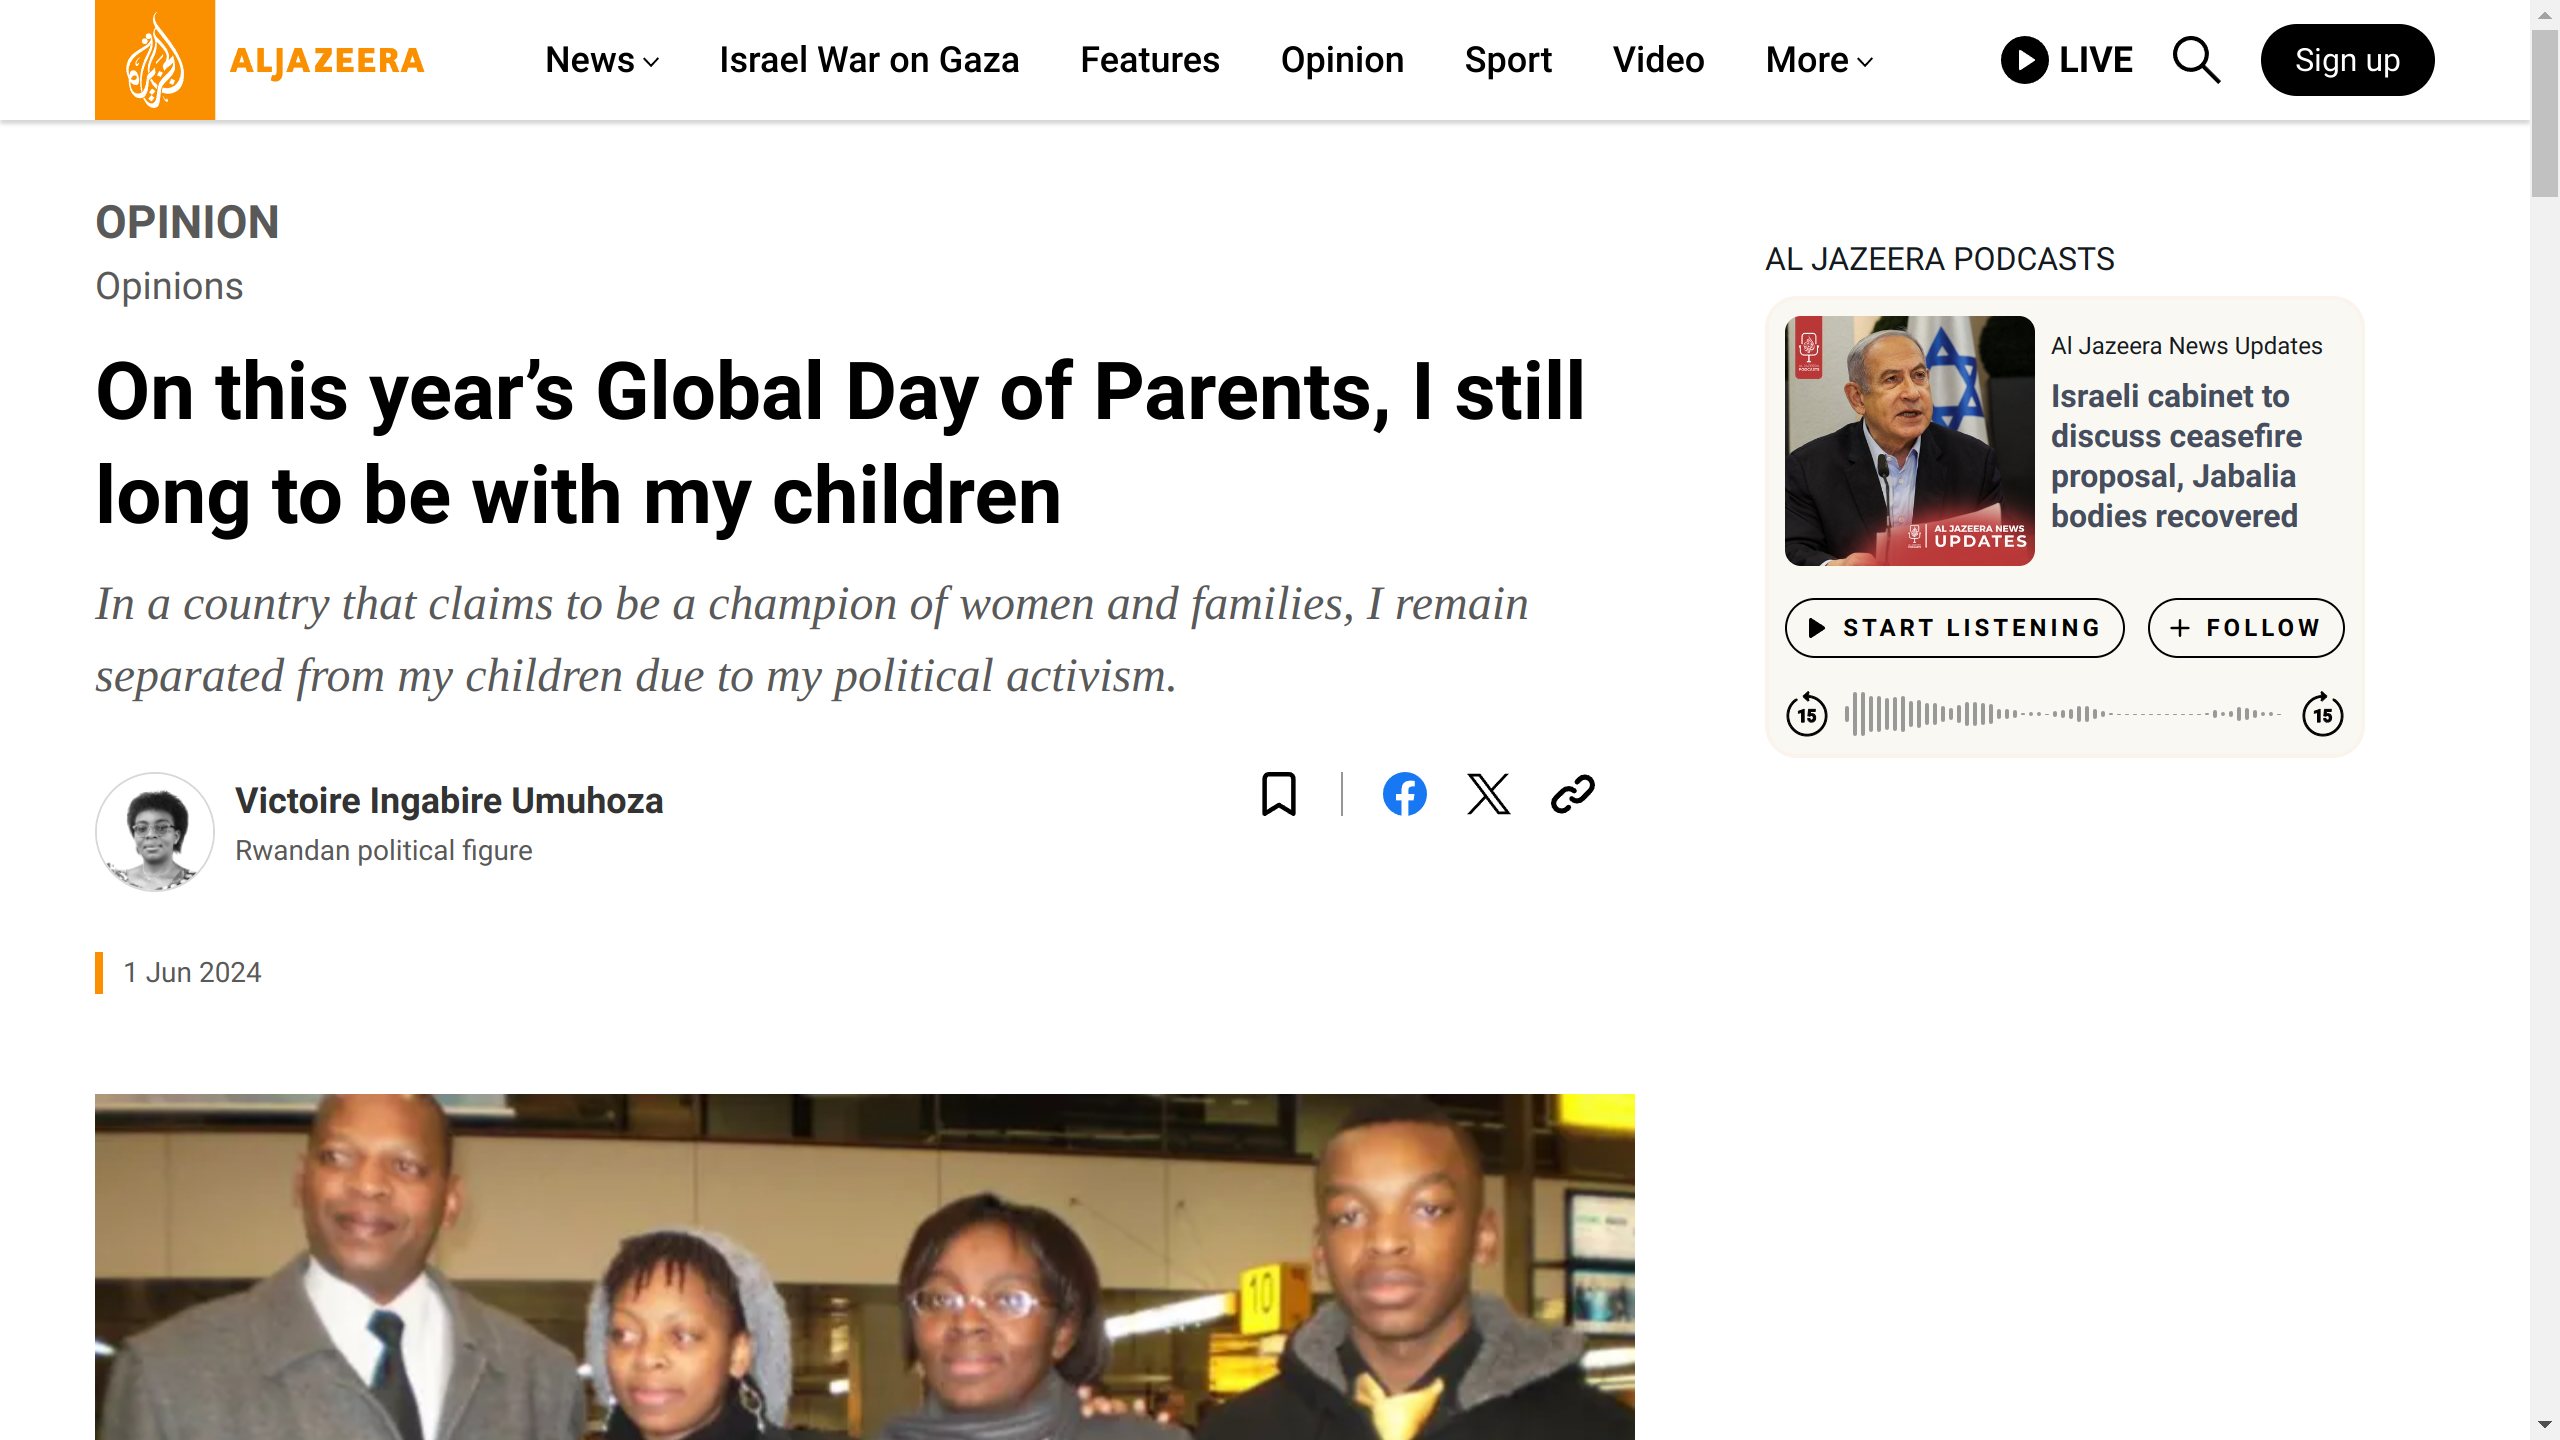 ALJAZEERA
News
Israel War on Gaza
Features
Opinion
Sport
Video
More
LIVE
Sign up
OPINION
Opinions
On this year’s Global Day of Parents, I still
long to be with my children
In a country that claims to be a champion of women and families, I remain
separated from my children due to my political activism.
Victoire Ingabire Umuhoza
Rwandan political figure
1 Jun 2024
10
AL JAZEERA PODCASTS
AL JAZEERA NEWS
UPDATES
Al Jazeera News Updates
Israeli cabinet to
discuss ceasefire
proposal, Jabalia
bodies recovered
START LISTENING
FOLLOW
15
15